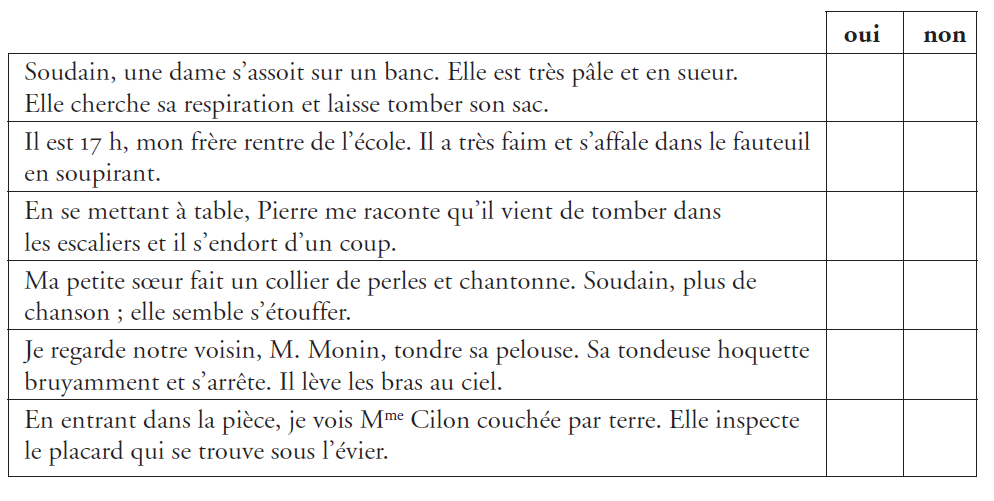 oui non
Soudain, une dame s’assoit sur un banc. Elle est très pâle et en sueur.
Elle cherche sa respiration et laisse tomber son sac.
Il est 17 h, mon frère rentre de l’école. Il a très faim et s’affale dans le fauteuil
en soupirant.
En se mettant à table, Pierre me raconte qu’il vient de tomber dans
les escaliers et il s’endort d’un coup.
Ma petite sœur fait un collier de perles et chantonne. Soudain, plus de
chanson ; elle semble s’étouffer.
Je regarde notre voisin, M. Monin, tondre sa pelouse. Sa tondeuse hoquette
bruyamment et s’arrête. Il lève les bras au ciel.
En entrant dans la pièce, je vois Mme Cilon couchée par terre. Elle inspecte
le placard qui se trouve sous l’évier.